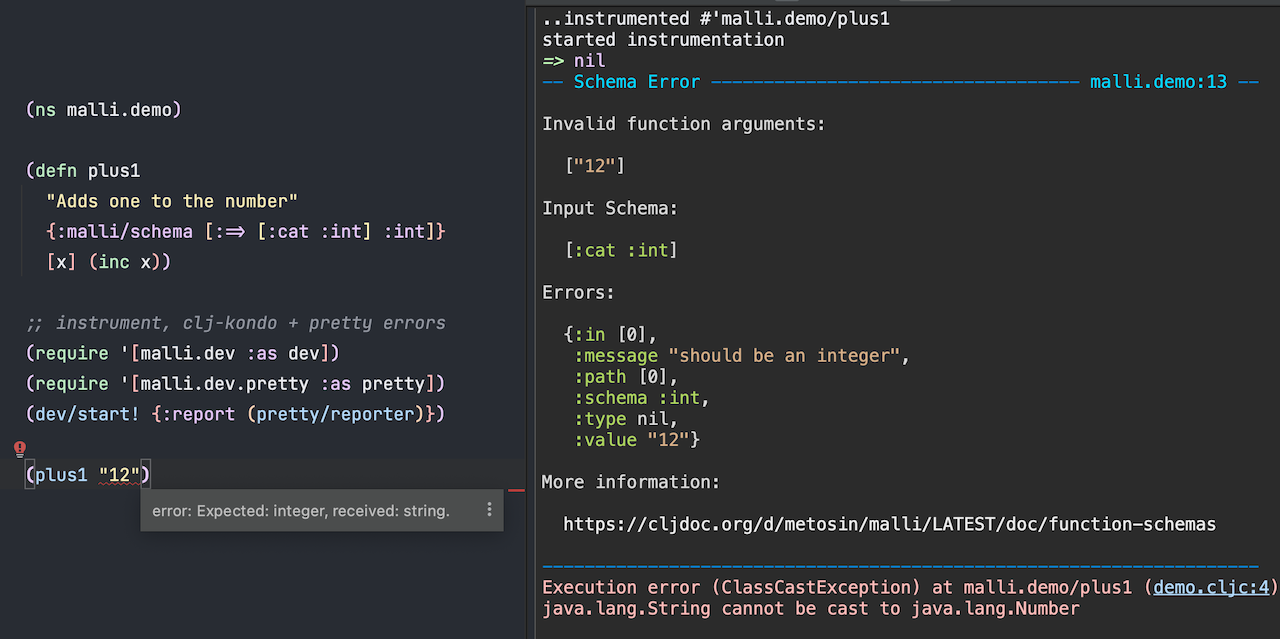 (ns malli.demo)
(defn plus1
"Adds one to the number"
{:malli/schema [:=> [:cat :int] :int]}
[x] (inc x))
;; instrument, clj-kondo + pretty errors
(require '[malli.dev :as dev])
(require '[malli.dev.pretty :as pretty])
(dev/start! {:report (pretty/reporter)})
(plus1 "12")
error: Expected: integer, received: string.
..instrumented #'malli.demo/plus1
started instrumentation
=> nil
-- Schema Error ----------------------------------- malli.demo:13 --
Invalid function arguments:
["12"]
Input Schema:
[:cat :int]
Errors:
{:in [0],
:message "should be an integer",
:path [0],
:schema :int,
:type nil,
:value "12"}
More information:
https://cljdoc.org/d/metosin/malli/LATEST/doc/function-schemas
--------------------------------------------------------------------
Execution error (ClassCastException) at malli.demo/plus1 (demo.cljc:4)
java.lang.String cannot be cast to java.lang.Number